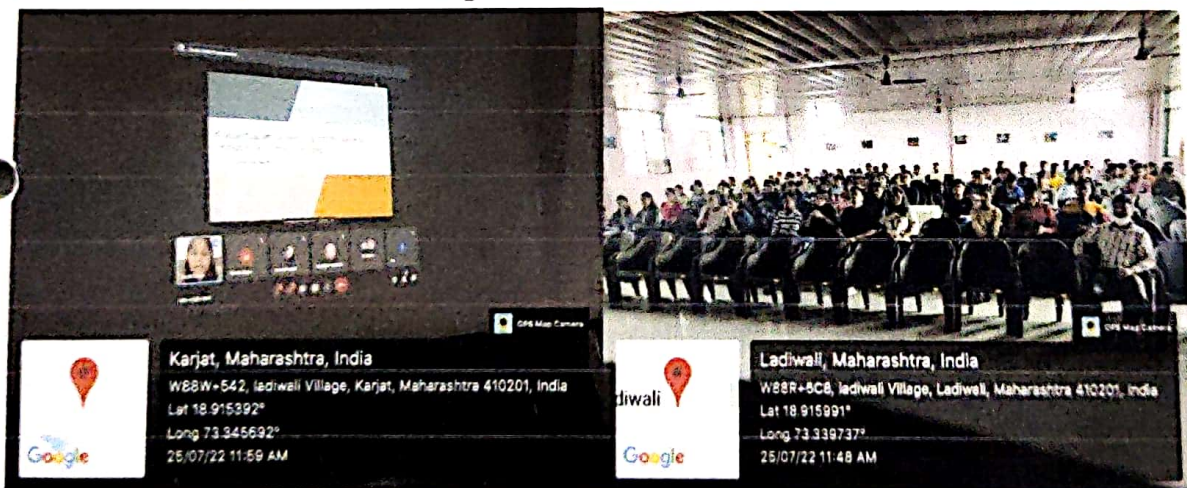 GPS Map Camera
Karjat, Maharashtra, India
W88W+542, ladiwali Village, Karjat, Maharashtra 410201, India
Lat 18.915392°
Long 73.345692°
25/07/22 11:59 AM
Google
GPS Map Camera
Ladiwali, Maharashtra, India
W88R+6C8, ladiwali Village, Ladiwali, Maharashtra 410201, India
Lat 18.915991°
Long 73.339737°
25/07/22 11:48 AM
diwali
Google